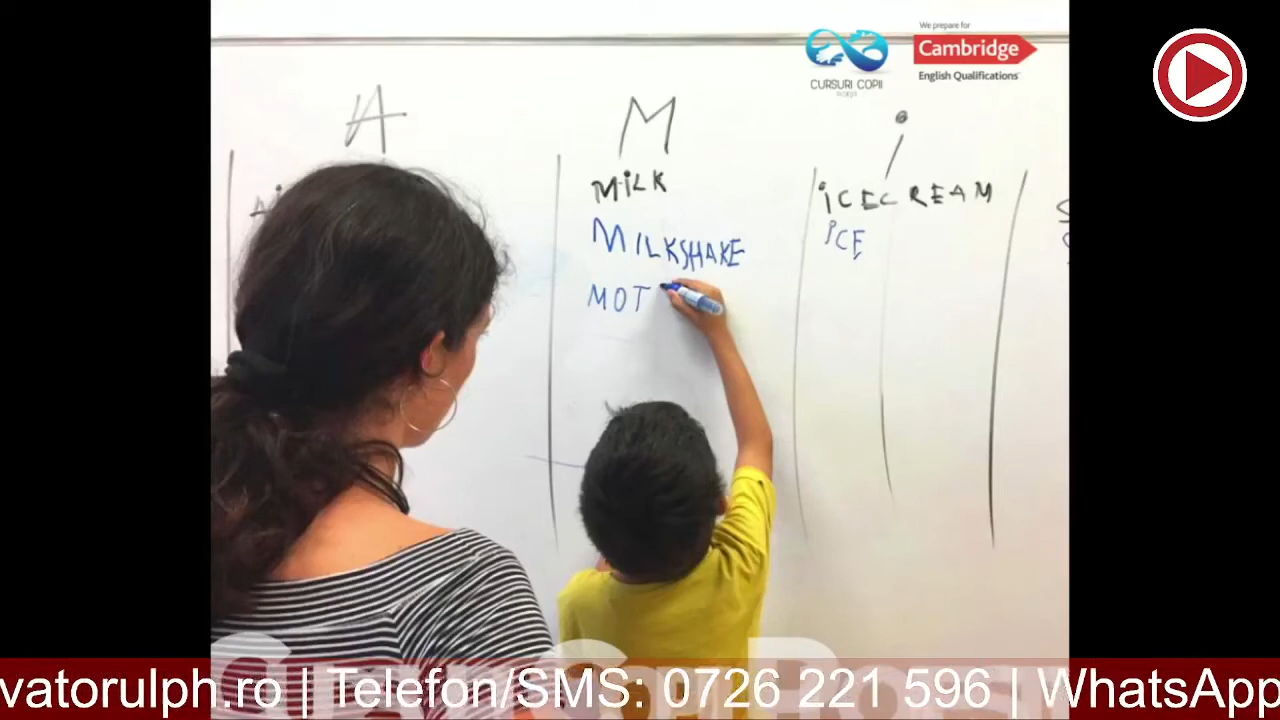 We prepare for
Cambridge
English Qualifications
CURSURI COPII
A
M
i
MiLK
iCECREAM
MILKSHAKE
iCE
MOT
vatorulph.ro | Telefon/SMS: 0726 221 596 | WhatsApp